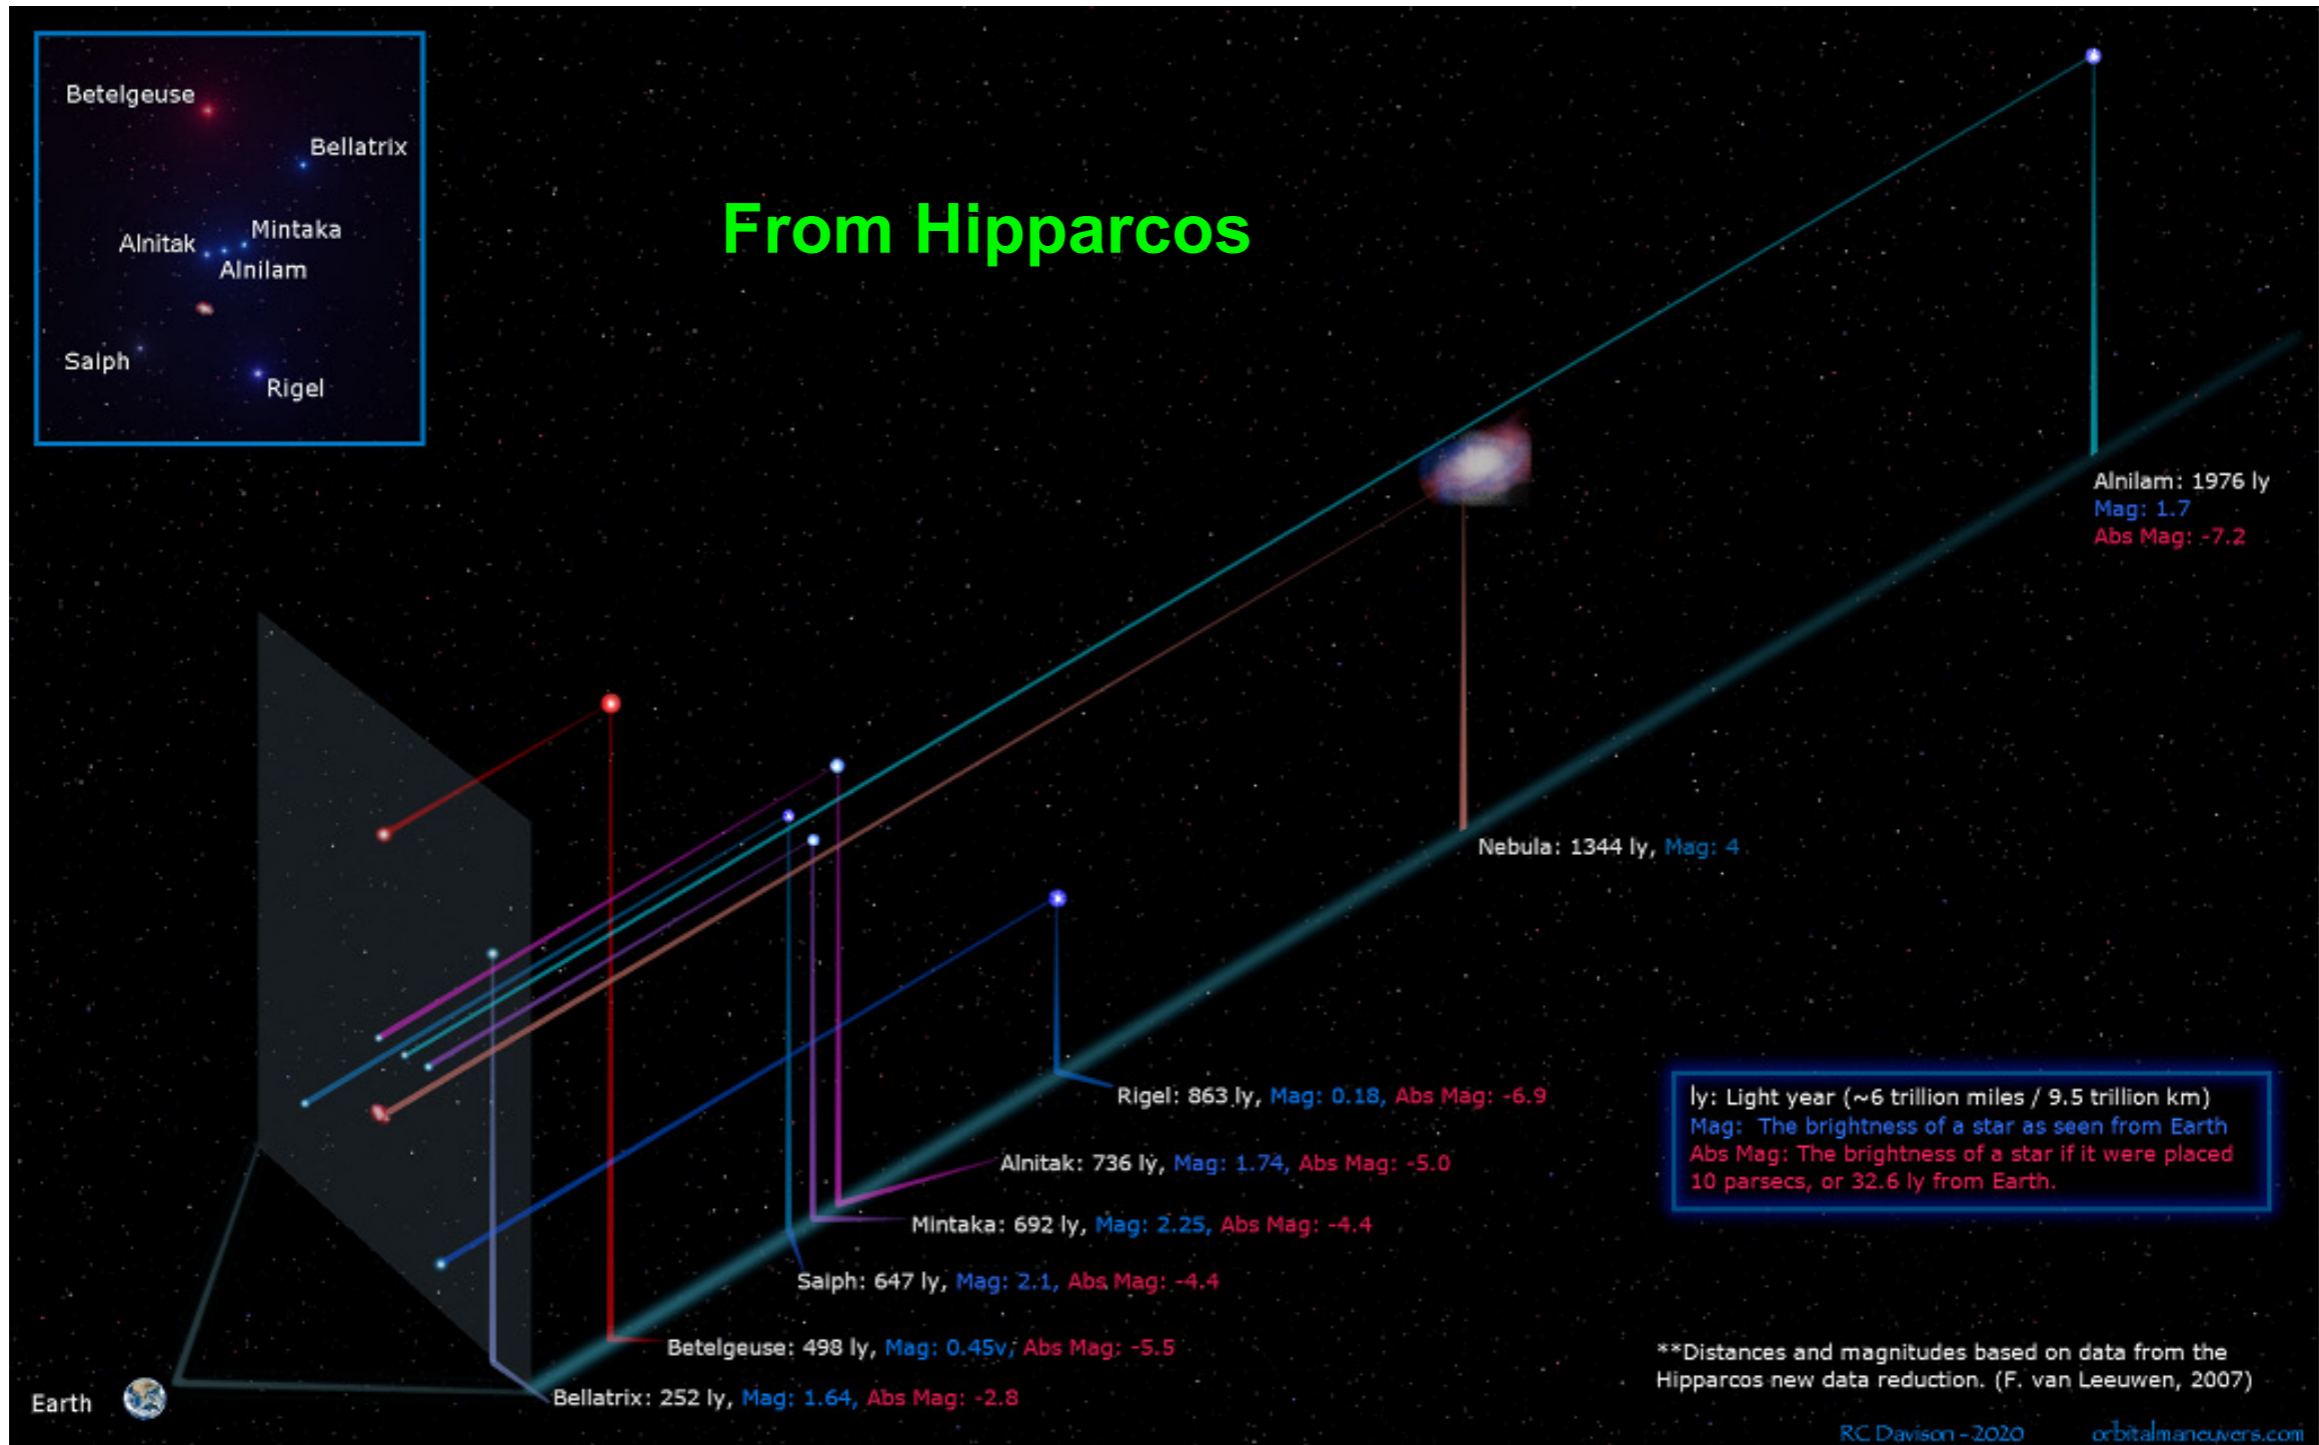 Betelgeuse
Bellatrix
Mintaka
Alnitak
Alnilam
Saiph
Rigel
From Hipparcos
Alnilam: 1976 ly
Mag: 1.7
Abs Mag: -7.2
Nebula: 1344 ly, Mag: 4
Rigel: 863 ly, Mag: 0.18, Abs Mag: -6.9
Alnitak: 736 ly, Mag: 1.74, Abs Mag: -5.0
Mintaka: 692 ly, Mag: 2.25, Abs Mag: -4.4
Saiph: 647 ly, Mag: 2.1, Abs Mag: -4.4
Betelgeuse: 498 ly, Mag: 0.45v, Abs Mag: -5.5
Bellatrix: 252 ly, Mag: 1.64, Abs Mag: -2.8
Earth
ly: Light year (~6 trillion miles / 9.5 trillion km)
Mag: The brightness of a star as seen from Earth
Abs Mag: The brightness of a star if it were placed
10 parsecs, or 32.6 ly from Earth.
**Distances and magnitudes based on data from the
Hipparcos new data reduction. (F. van Leeuwen, 2007)
RC Davison - 2020 orbitalmaneuvers.com